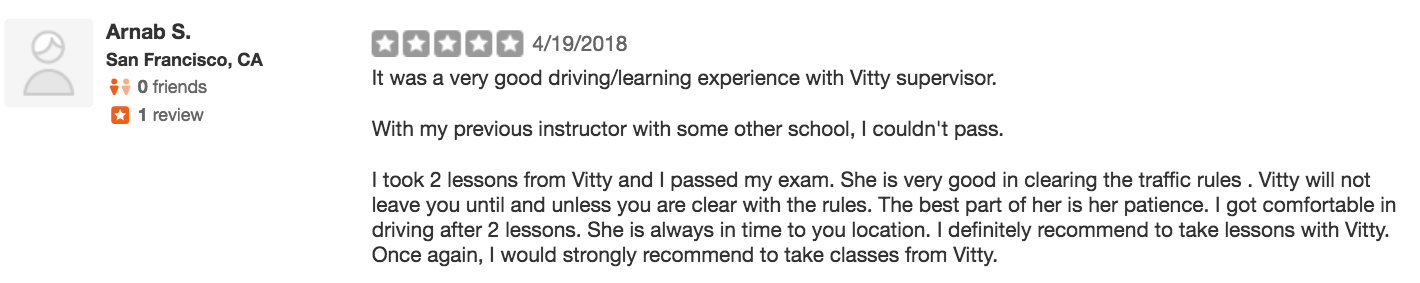 Arnab S.
San Francisco, CA
0 friends
1 review
4/19/2018
It was a very good driving/learning experience with Vitty supervisor.
With my previous instructor with some other school, I couldn't pass.
I took 2 lessons from Vitty and I passed my exam. She is very good in clearing the traffic rules . Vitty will not
leave you until and unless you are clear with the rules. The best part of her is her patience. I got comfortable in
driving after 2 lessons. She is always in time to you location. I definitely recommend to take lessons with Vitty.
Once again, I would strongly recommend to take classes from Vitty.